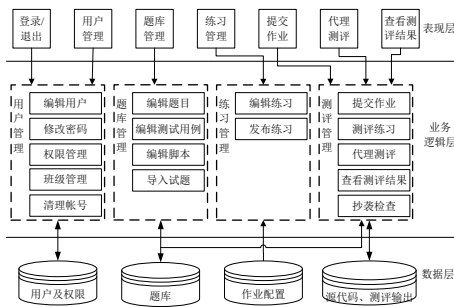 登录/
退出
用户
管理
题库
管理
练习
管理
提交
作业
代理
测评
查看测
评结果
表现层
用户管理
编辑用户
修改密码
权限管理
班级管理
清理帐号
题库管理
编辑题目
编辑测试用例
编辑脚本
导入试题
练习管理
编辑练习
发布练习
测评管理
提交作业
测评练习
代理测评
查看测评结果
抄袭检查
业务
逻辑层
用户及权限
题库
作业配置
源代码、测评输出
数据层